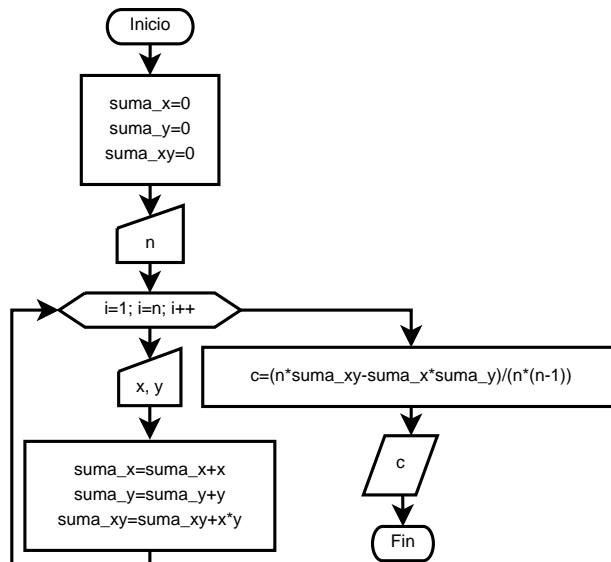 Inicio
suma_x=0
suma_y=0
suma_xy=0
n
i=1; i=n; i++
x, y
suma_x=suma_x+x
suma_y=suma_y+y
suma_xy=suma_xy+x*y
c=(n*suma_xy-suma_x*suma_y)/(n*(n-1))
c
Fin